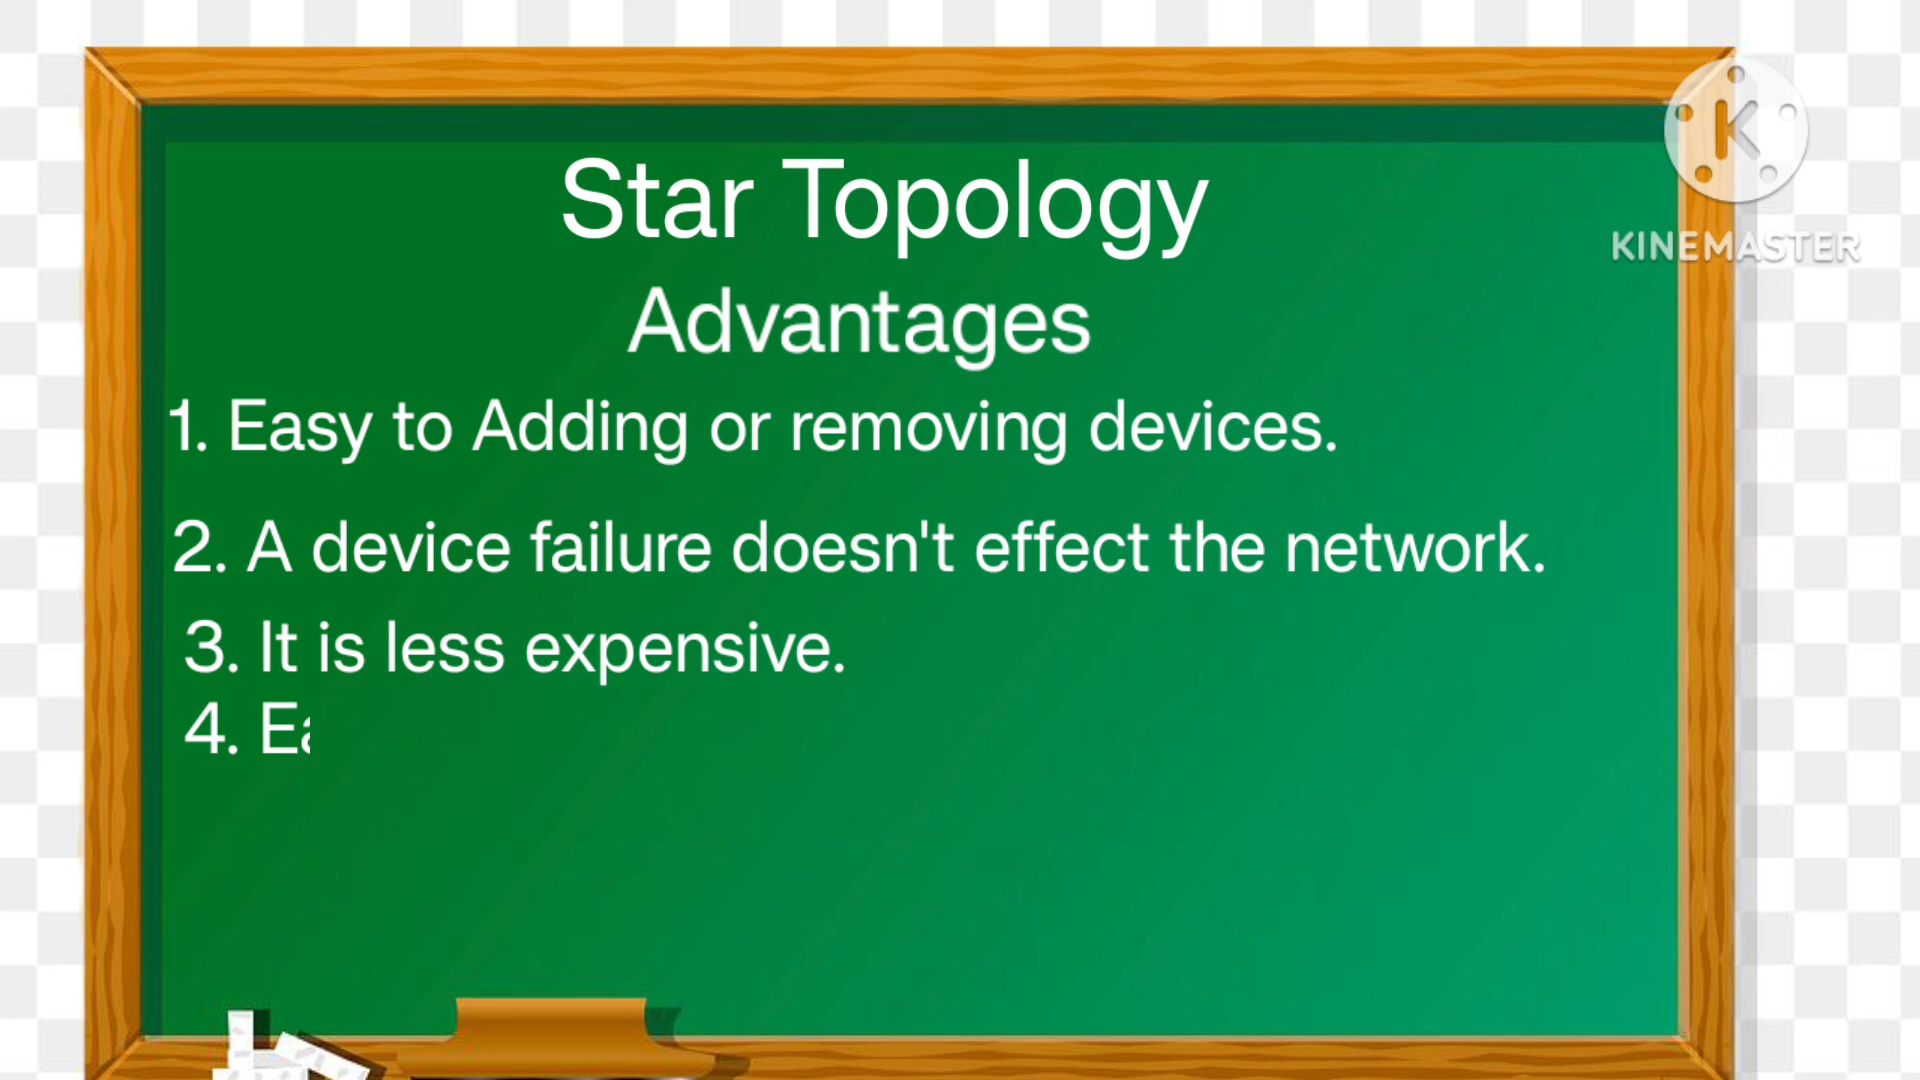 Star Topology
Advantages
1. Easy to Adding or removing devices.
2. A device failure doesn't effect the network.
3. It is less expensive.
4. Ea
K
KINEMASTER